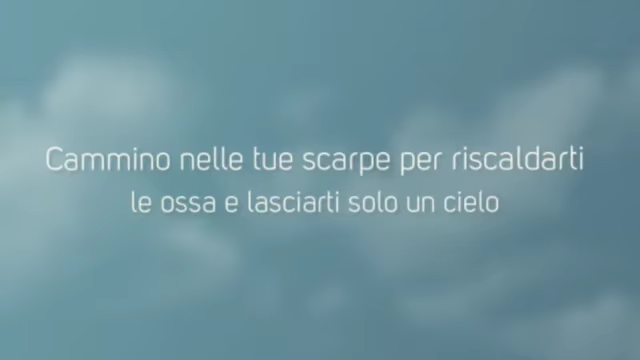 Cammino nelle tue scarpe per riscaldarti
le ossa e lasciarti solo un cielo